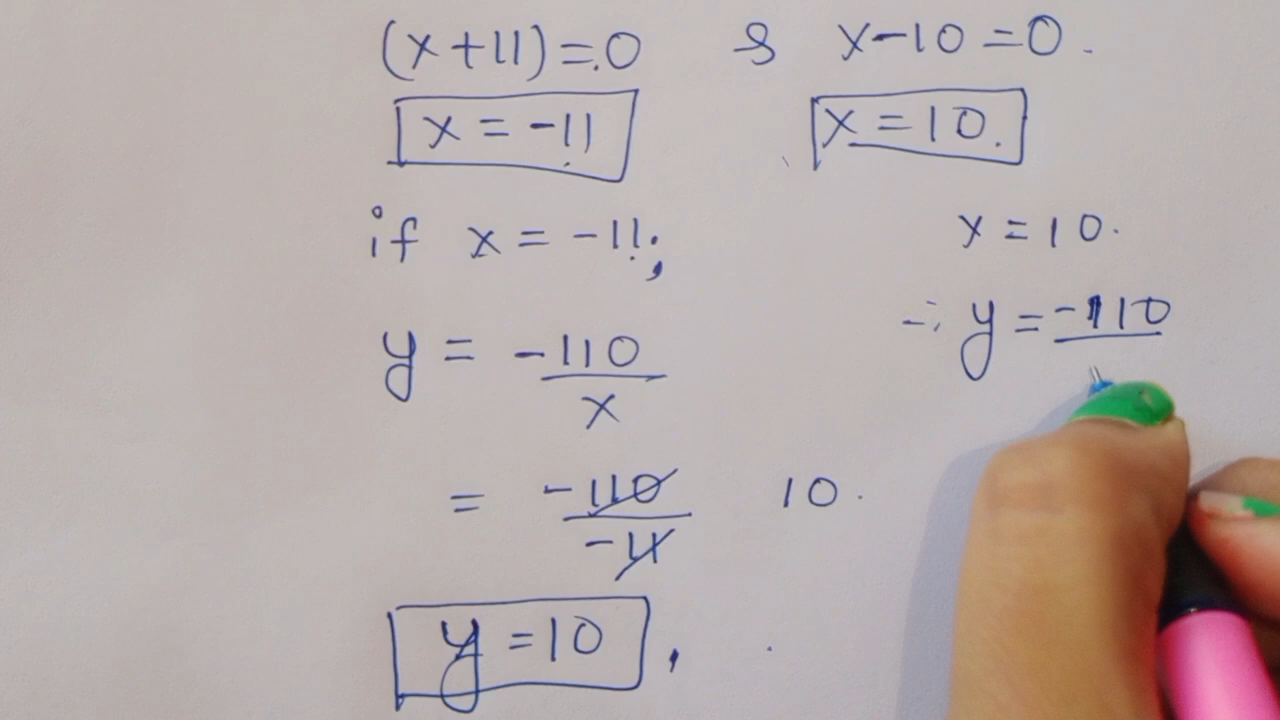 (x+11)=0 & x-10=0.
x = -11 x=10.
if x = -11; x=10.
y = -110/x ∴ y = -110
= -110/-11 10.
y=10,